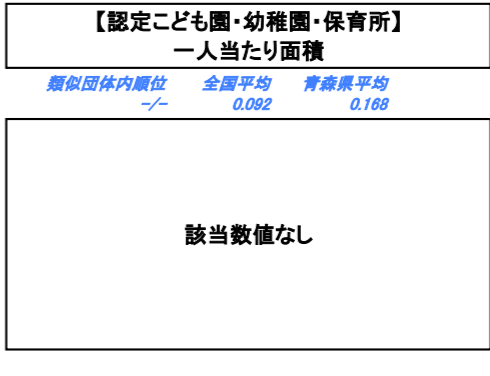 【認定こども園・幼稚園・保育所】
一人当たり面積
類似団体内順位 全国平均 青森県平均
-/- 0.092 0.168
該当数値なし